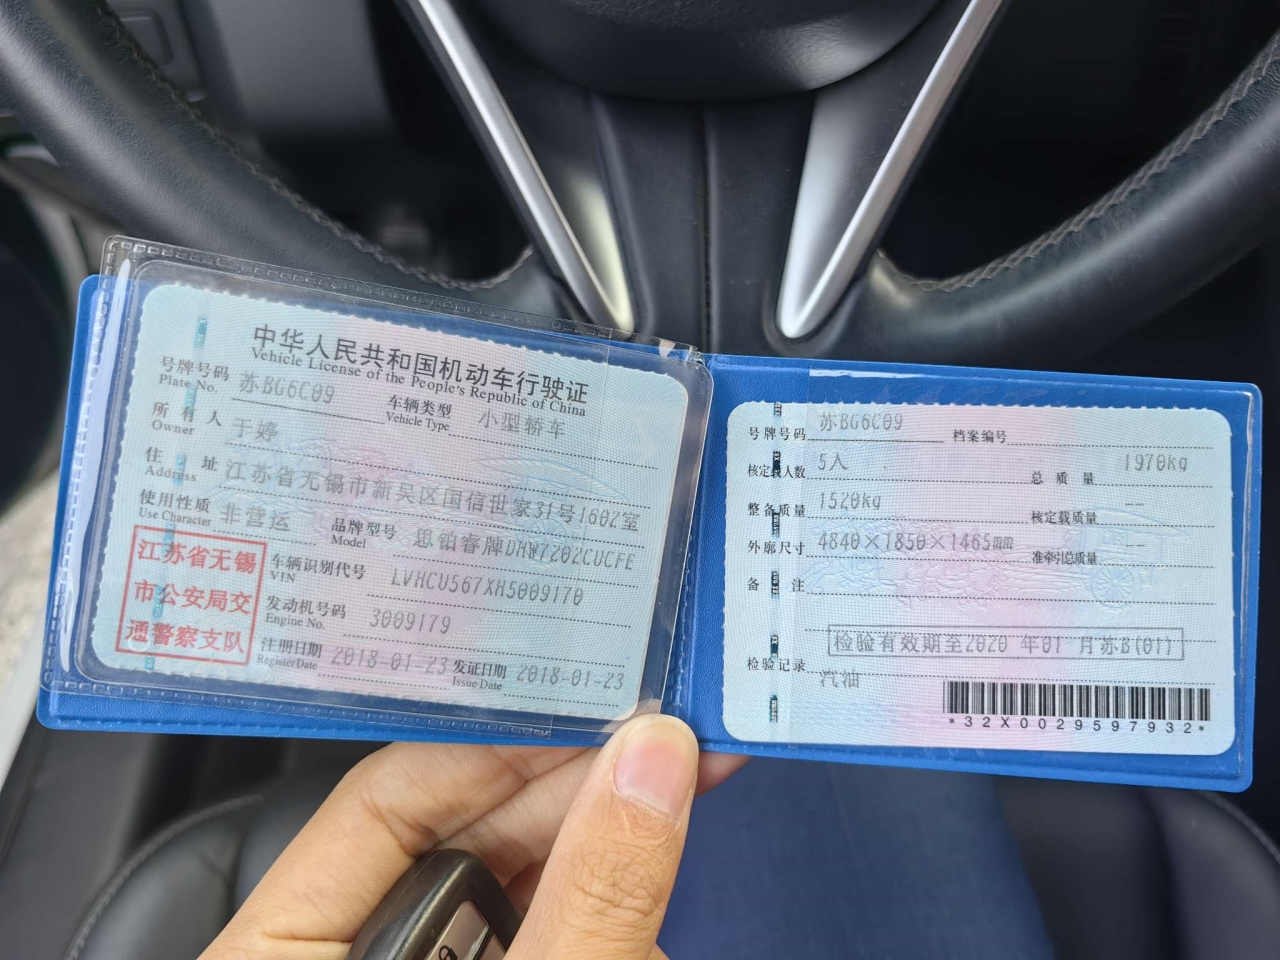 中华人民共和国机动车行驶证
Vehicle License of the People's Republic of China
号牌号码 苏BG6C09 车辆类型 小型轿车
Plate No. Vehicle Type
所有人 于婷
Owner
住址 江苏省无锡市新吴区国信世家31号1602室
Address
使用性质 非营运 品牌型号 思铂睿牌DHW7202CUCFE
Use Character Model
江苏省无锡
市公安局交
通警察支队
车辆识别代号 LVHCU567XH5009170
VIN
发动机号码 3009179
Engine No.
注册日期 2018-01-23 发证日期 2018-01-23
Register Date Issue Date
号牌号码 苏BG6C09 档案编号
核定载人数 5人 总质量 1970kg
整备质量 1520kg 核定载质量 --
外廓尺寸 4840×1850×1465mm 准牵引总质量 --
备注
检验有效期至2020 年01 月苏B(01)
检验记录
汽油
*32X0029597932*